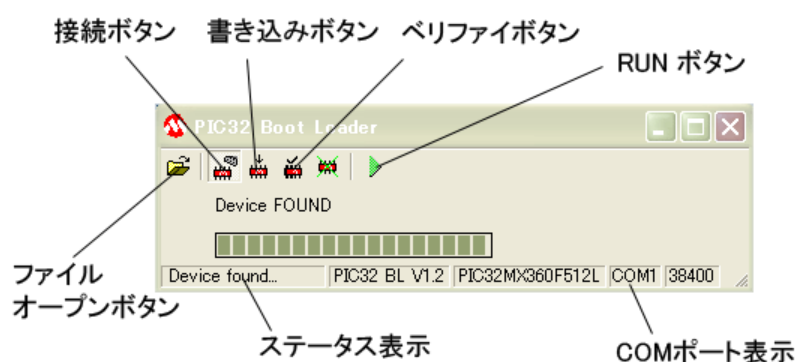 接続ボタン 書き込みボタン ベリファイボタン
RUN ボタン
PIC32 Boot Loader
Device FOUND
Device found... PIC32 BL V1.2 PIC32MX360F512L COM1 38400
ファイル
オープンボタン
ステータス表示
COMポート表示